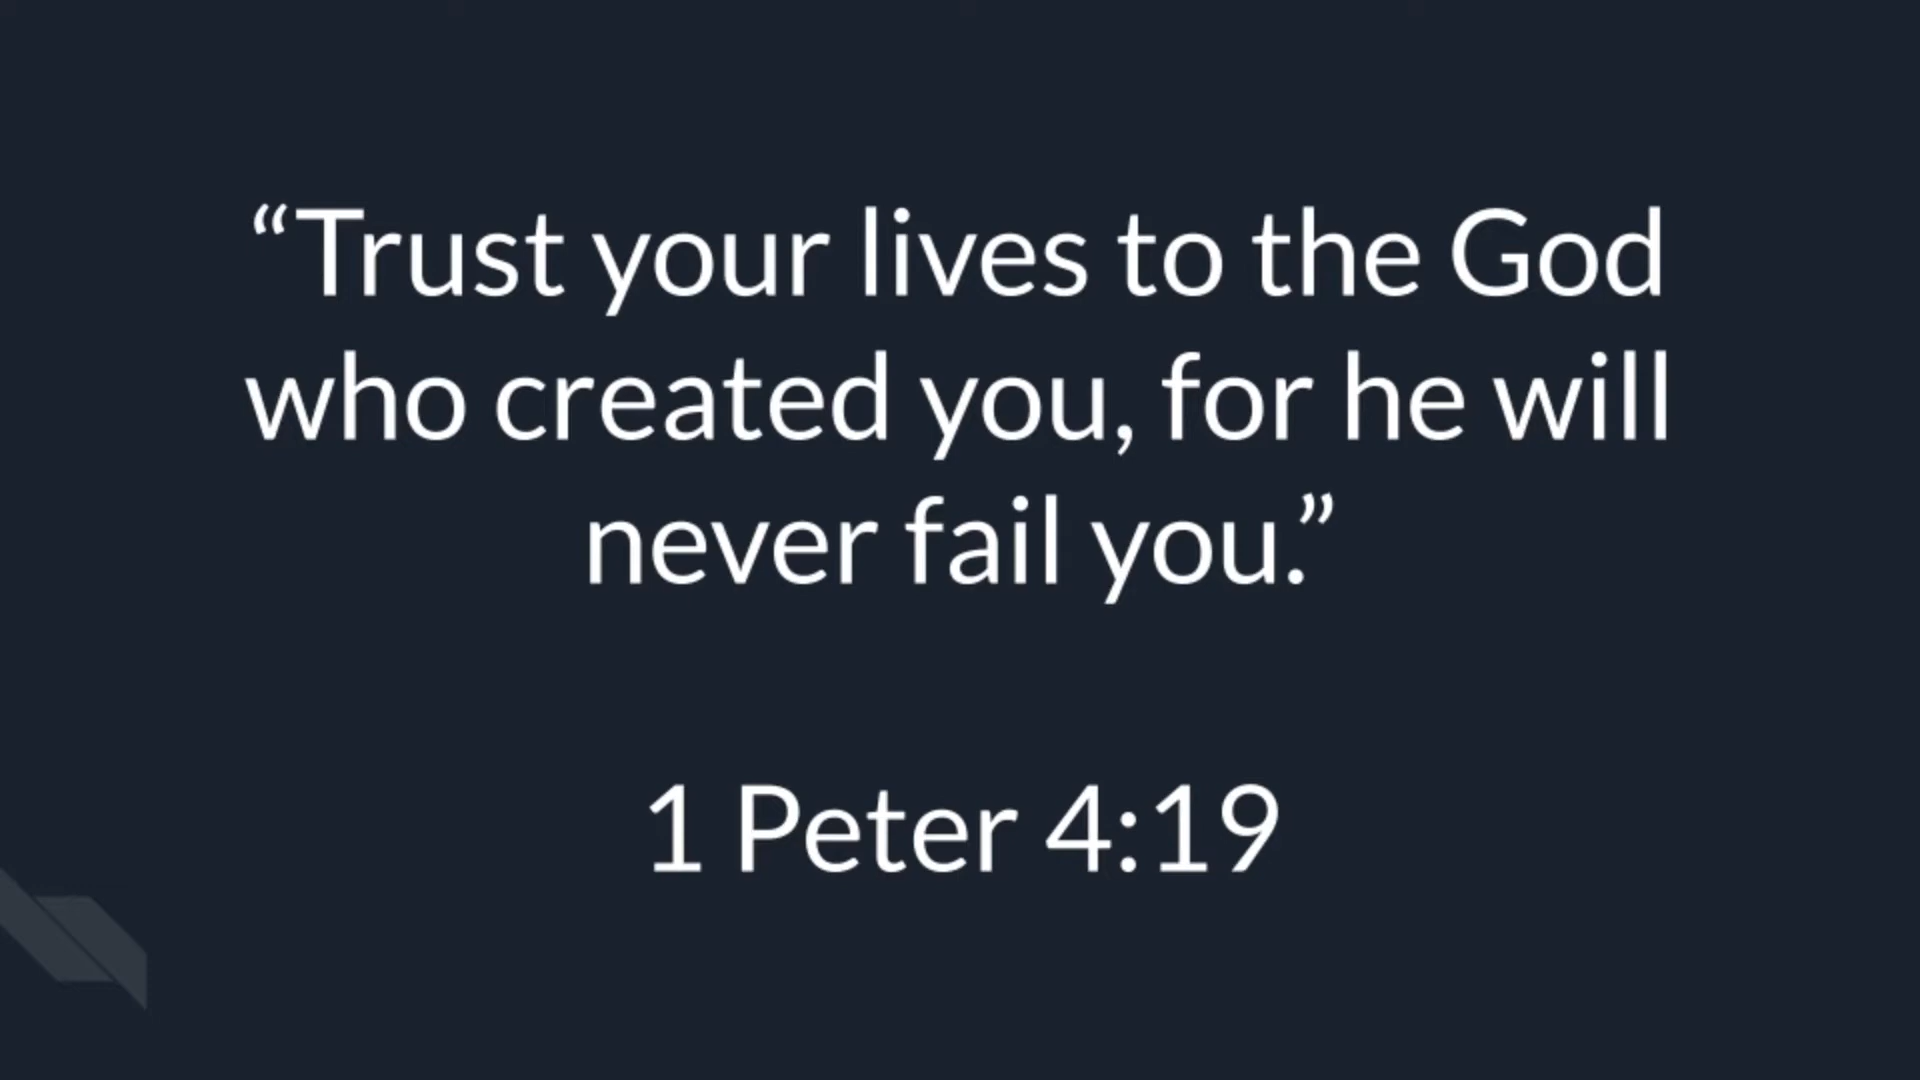 “Trust your lives to the God
who created you, for he will
never fail you.”
1 Peter 4:19